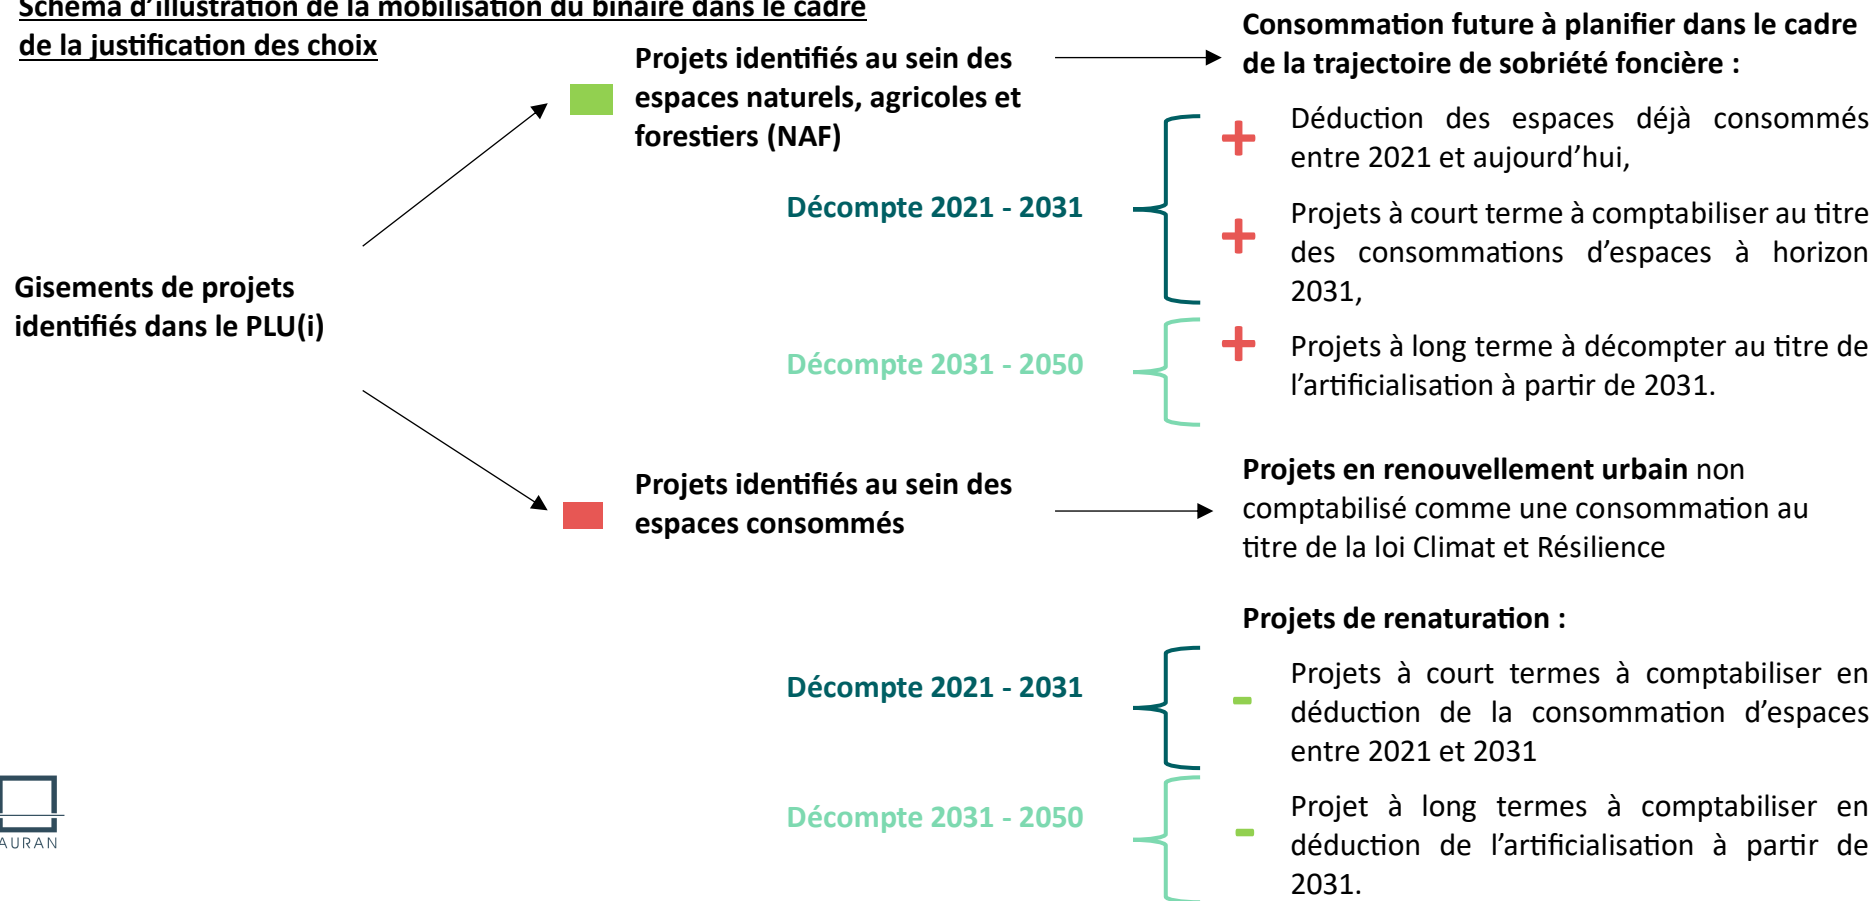 Schéma d'illustration de la mobilisation du binaire dans le cadre
de la justification des choix
Gisements de projets
identifiés dans le PLU(i)
Projets identifiés au sein des
espaces naturels, agricoles et
forestiers (NAF)
Consommation future à planifier dans le cadre
de la trajectoire de sobriété foncière :
Décompte 2021 - 2031
+
Déduction des espaces déjà consommés
entre 2021 et aujourd’hui,
+
Projets à court terme à comptabiliser au titre
des consommations d’espaces à horizon
2031,
Décompte 2031 - 2050
+
Projets à long terme à décompter au titre de
l’artificialisation à partir de 2031.
Projets identifiés au sein des
espaces consommés
Projets en renouvellement urbain non
comptabilisé comme une consommation au
titre de la loi Climat et Résilience
Projets de renaturation :
Décompte 2021 - 2031
-
Projets à court termes à comptabiliser en
déduction de la consommation d’espaces
entre 2021 et 2031
Décompte 2031 - 2050
-
Projet à long termes à comptabiliser en
déduction de l’artificialisation à partir de
2031.
AURAN